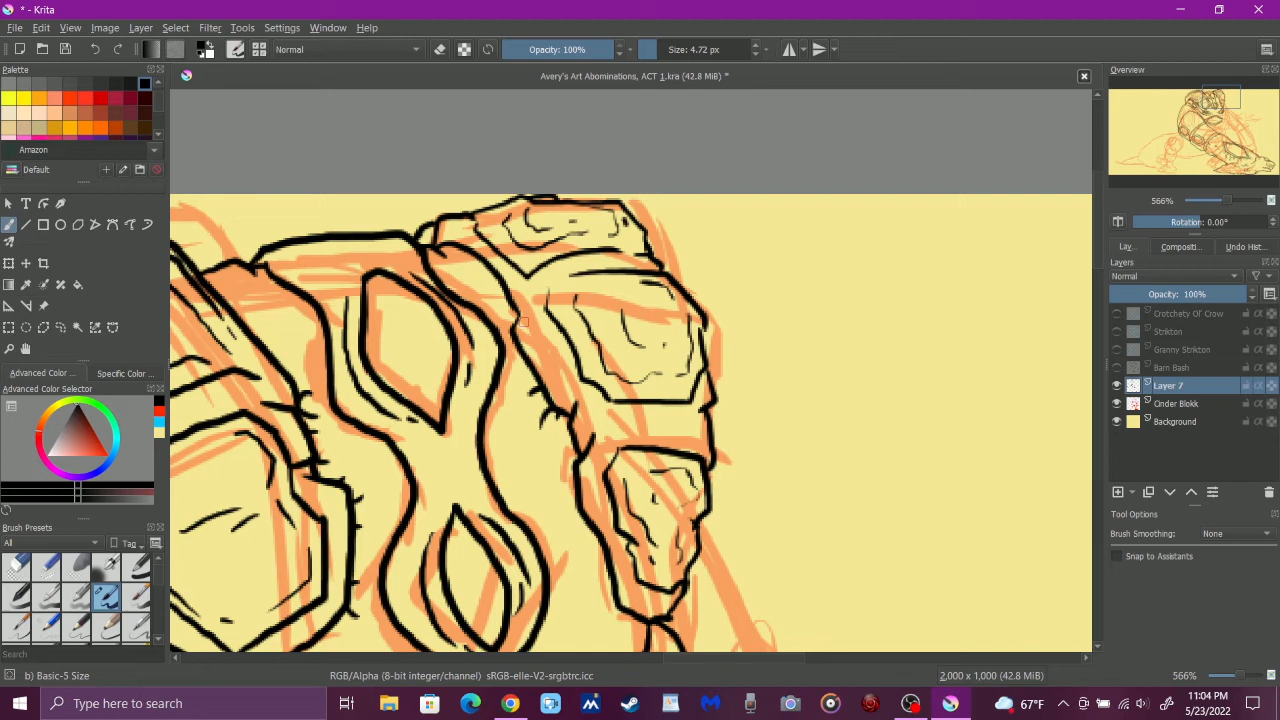 * - Krita
File Edit View Image Layer Select Filter Tools Settings Window Help
Normal Opacity: 100% Size: 4.72 px
Palette
Avery's Art Abominations, ACT 1.kra (42.8 MiB) *
Overview
Amazon
Default
566%
Rotation: 0.00°
Lay... Compositi... Undo Hist...
Layers
Normal
Opacity: 100%
Crotchety Ol' Crow
Strikton
Granny Strikton
Barn Bash
Layer 7
Cinder Blokk
Background
Advanced Color ... Specific Color ...
Advanced Color Selector
Tool Options
Brush Smoothing: None
Snap to Assistants
Brush Presets
All Tag
Search
b) Basic-5 Size
RGB/Alpha (8-bit integer/channel) sRGB-elle-V2-srgbtrc.icc
2,000 x 1,000 (42.8 MiB)
566%
Type here to search
67°F
11:04 PM
5/23/2022